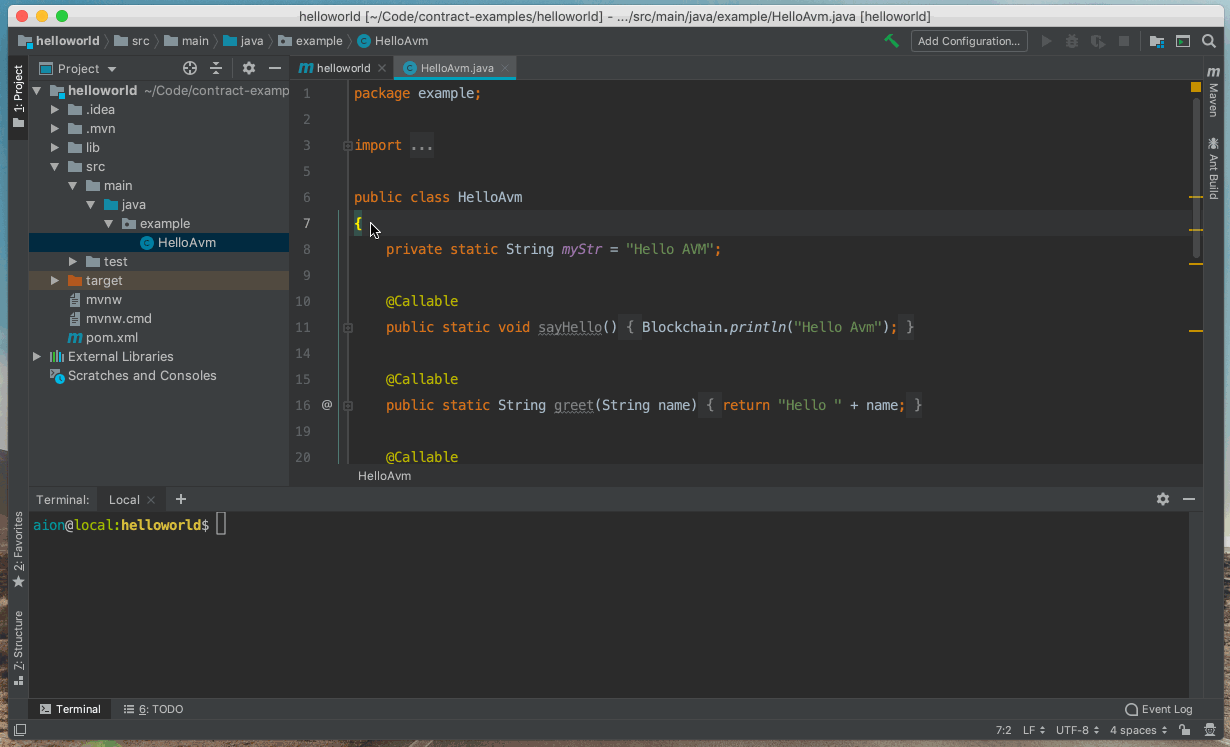 helloworld [~/Code/contract-examples/helloworld] - .../src/main/java/example/HelloAvm.java [helloworld]
helloworld src main java example HelloAvm Add Configuration...
1: Project
Project
helloworld HelloAvm.java
helloworld ~/Code/contract-examp
.idea
.mvn
lib
src
main
java
example
HelloAvm
test
target
mvnw
mvnw.cmd
pom.xml
External Libraries
Scratches and Consoles
1 package example;
2
3 import ...
5
6 public class HelloAvm
7 {
8 private static String myStr = "Hello AVM";
9
10 @Callable
11 public static void sayHello() { Blockchain.println("Hello Avm"); }
14
15 @Callable
16 @ public static String greet(String name) { return "Hello " + name; }
19
20 @Callable
HelloAvm
Maven
Ant Build
Terminal: Local
aion@local:helloworld$
2: Favorites
7: Structure
Terminal 6: TODO Event Log
7:2 LF UTF-8 4 spaces